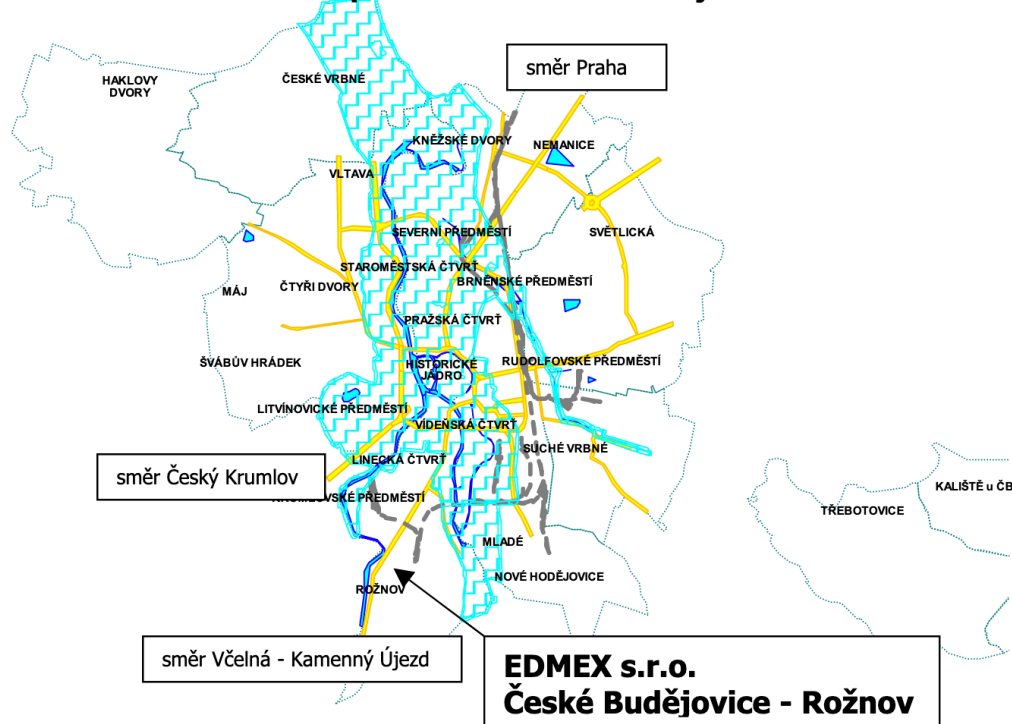 směr Praha
HAKLOVY
DVORY
ČESKÉ VRBNÉ
KNĚŽSKÉ DVORY
NEMANICE
VLTAVA
SEVERNÍ PŘEDMĚSTÍ
SVĚTLICKÁ
STAROMĚSTSKÁ ČTVRŤ
BRNĚNSKÉ PŘEDMĚSTÍ
ČTYŘI DVORY
MÁJ
PRAŽSKÁ ČTVRŤ
ŠVÁBŮV HRÁDEK
HISTORICKÉ
JÁDRO
RUDOLFOVSKÉ PŘEDMĚSTÍ
LITVÍNOVICKÉ PŘEDMĚSTÍ
VÍDEŇSKÁ ČTVRŤ
SUCHÉ VRBNÉ
LINECKÁ ČTVRŤ
směr Český Krumlov
PŘEDMĚSTÍ
KALIŠTĚ u ČB
TŘEBOTOVICE
MLADÉ
NOVÉ HODĚJOVICE
ROŽNOV
směr Včelná - Kamenný Újezd
EDMEX s.r.o.
České Budějovice - Rožnov